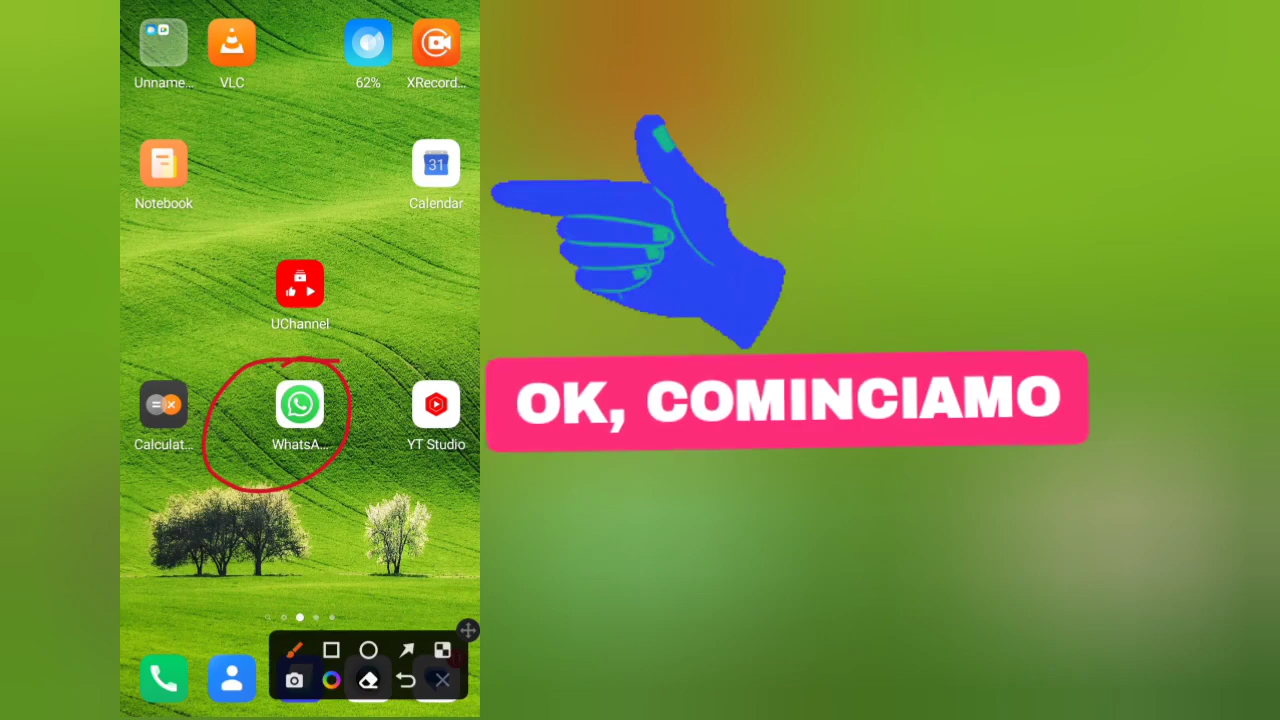 Unname...
VLC
62%
XRecord...
Notebook
31
Calendar
UChannel
Calculat...
WhatsA...
YT Studio
OK, COMINCIAMO